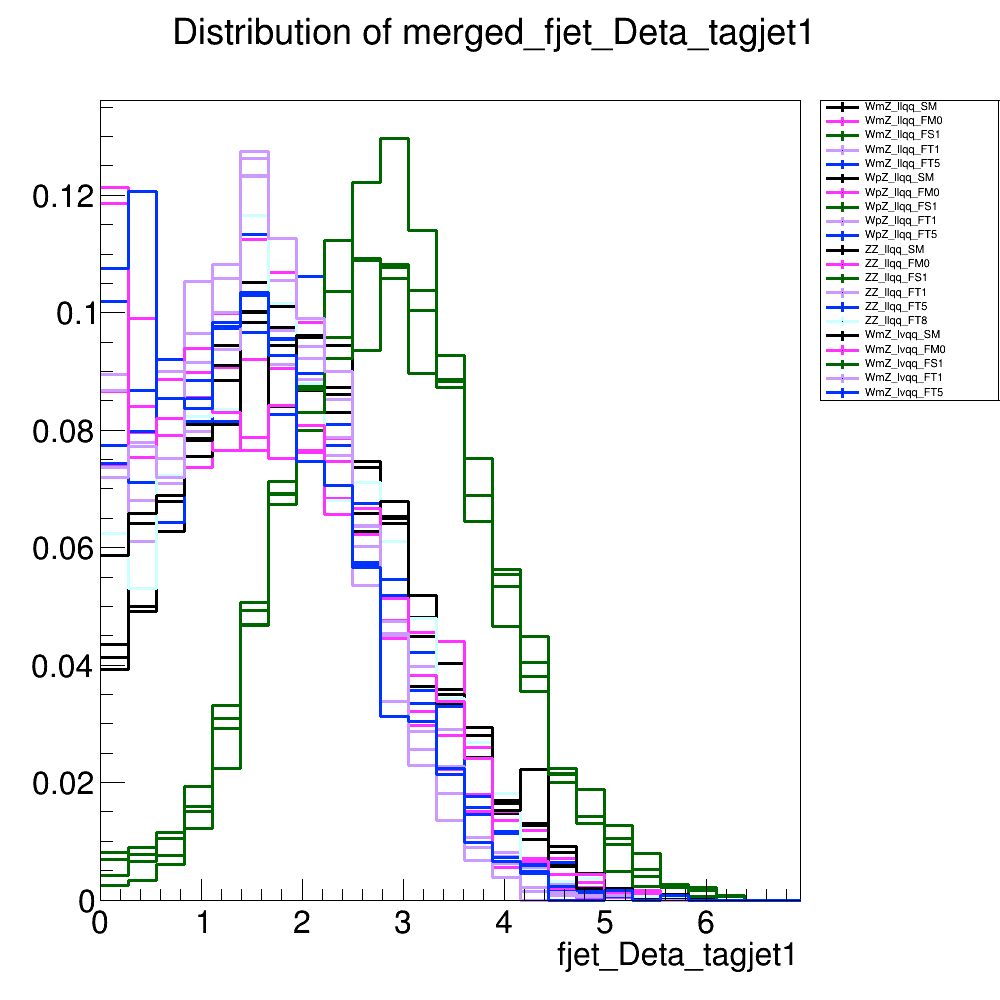 Distribution of merged_fjet_Deta_tagjet1
WmZ_llqq_SM
WmZ_llqq_FM0
WmZ_llqq_FS1
WmZ_llqq_FT1
WmZ_llqq_FT5
WpZ_llqq_SM
WpZ_llqq_FM0
WpZ_llqq_FS1
WpZ_llqq_FT1
WpZ_llqq_FT5
ZZ_llqq_SM
ZZ_llqq_FM0
ZZ_llqq_FS1
ZZ_llqq_FT1
ZZ_llqq_FT5
ZZ_llqq_FT8
WmZ_lvqq_SM
WmZ_lvqq_FM0
WmZ_lvqq_FS1
WmZ_lvqq_FT1
WmZ_lvqq_FT5
0.12
0.1
0.08
0.06
0.04
0.02
0
0 1 2 3 4 5 6
fjet_Deta_tagjet1